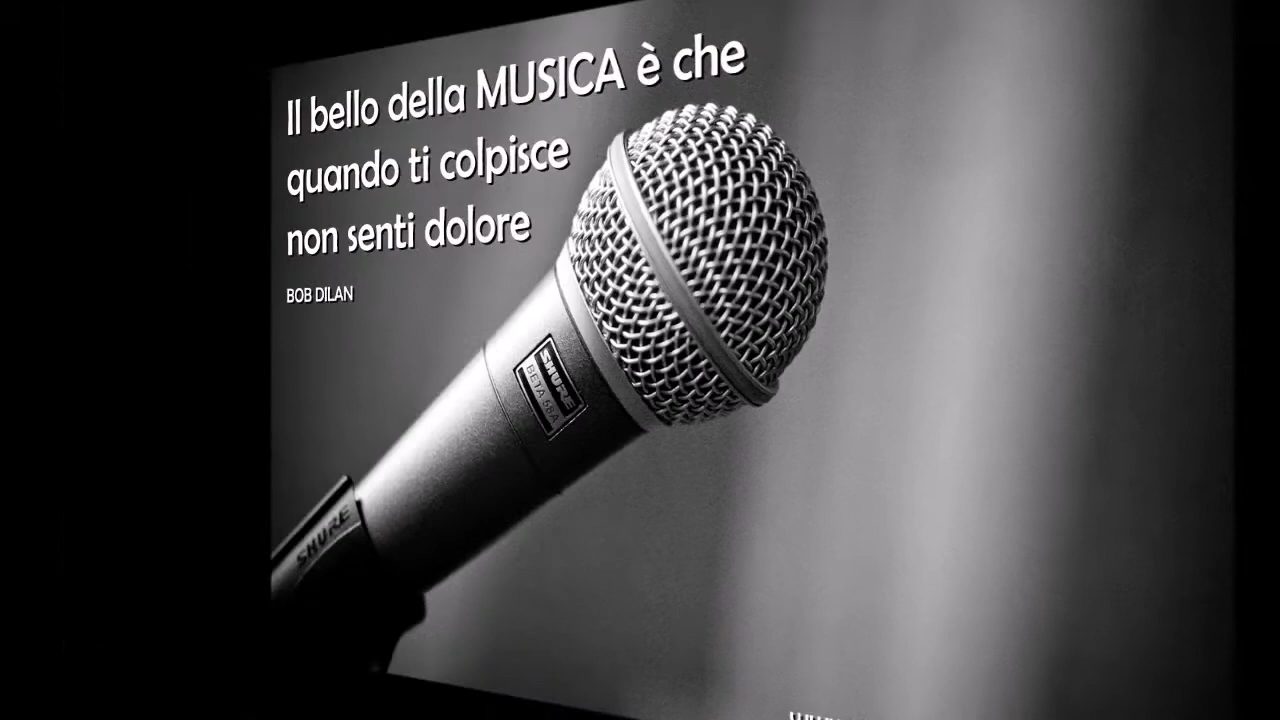 Il bello della MUSICA è che
quando ti colpisce
non senti dolore
BOB DILAN
SHURE
BETA 58A
SHURE